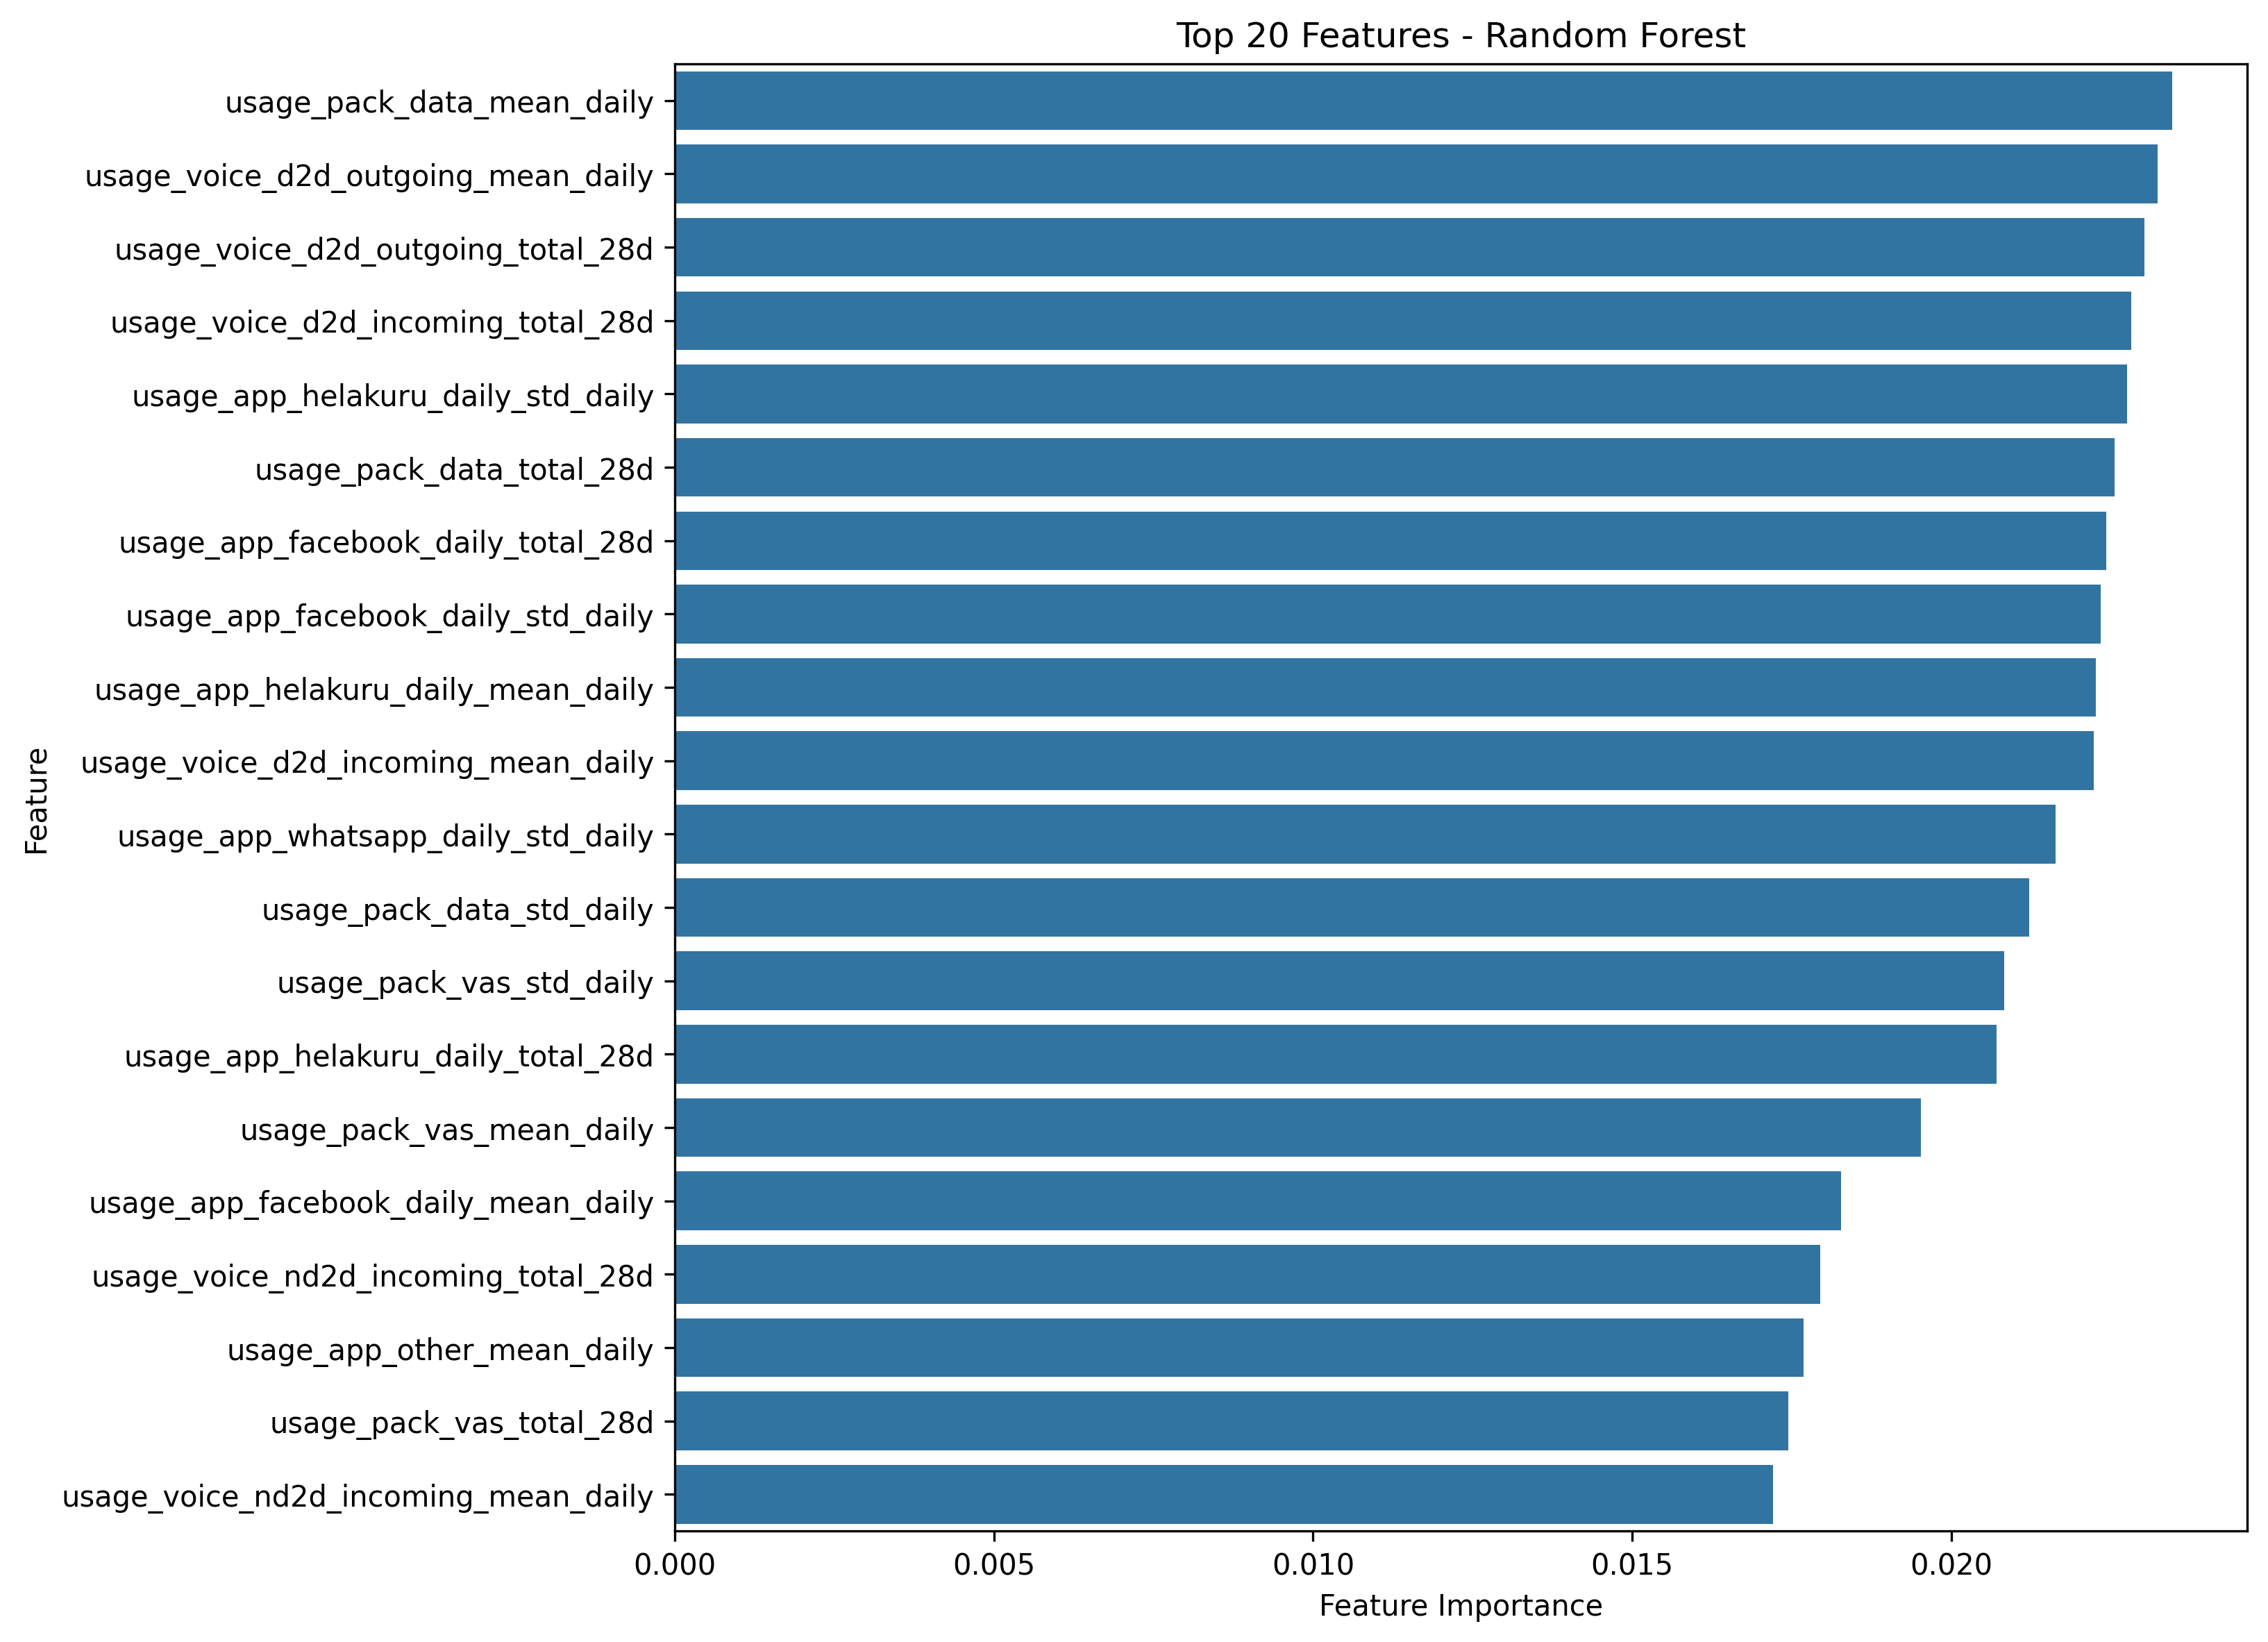 Top 20 Features - Random Forest
usage_pack_data_mean_daily
usage_voice_d2d_outgoing_mean_daily
usage_voice_d2d_outgoing_total_28d
usage_voice_d2d_incoming_total_28d
usage_app_helakuru_daily_std_daily
usage_pack_data_total_28d
usage_app_facebook_daily_total_28d
usage_app_facebook_daily_std_daily
usage_app_helakuru_daily_mean_daily
usage_voice_d2d_incoming_mean_daily
usage_app_whatsapp_daily_std_daily
usage_pack_data_std_daily
usage_pack_vas_std_daily
usage_app_helakuru_daily_total_28d
usage_pack_vas_mean_daily
usage_app_facebook_daily_mean_daily
usage_voice_nd2d_incoming_total_28d
usage_app_other_mean_daily
usage_pack_vas_total_28d
usage_voice_nd2d_incoming_mean_daily
Feature
0.000 0.005 0.010 0.015 0.020
Feature Importance